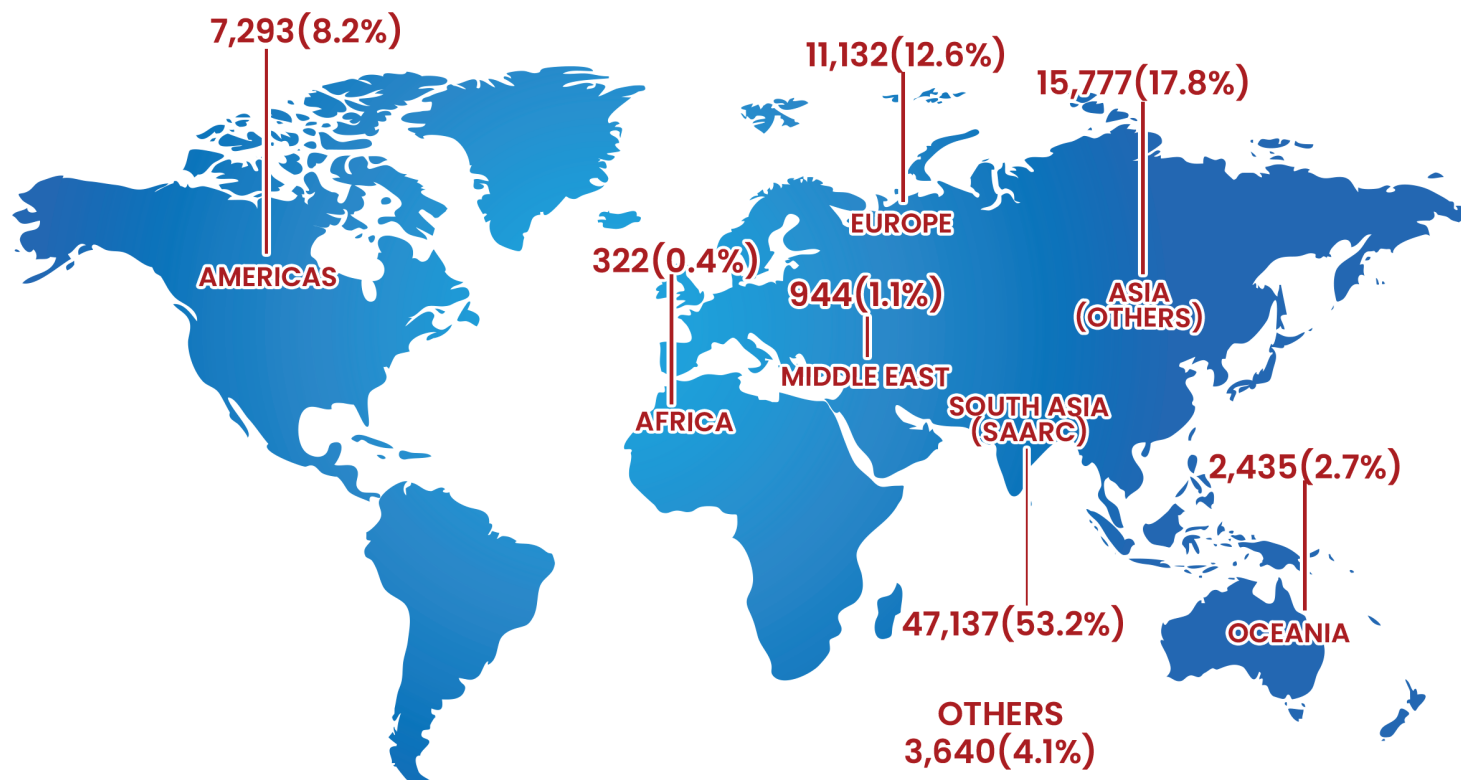 7,293(8.2%)
AMERICAS
11,132(12.6%)
EUROPE
15,777(17.8%)
ASIA
(OTHERS)
322(0.4%)
AFRICA
944(1.1%)
MIDDLE EAST
SOUTH ASIA
(SAARC)
47,137(53.2%)
2,435(2.7%)
OCEANIA
OTHERS
3,640(4.1%)